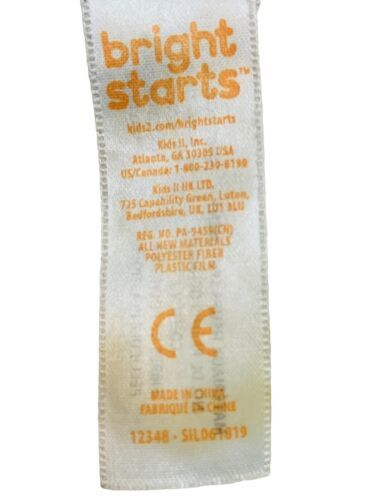 bright
starts™
kids2.com/brightstarts
Kids II, Inc.
Atlanta, GA 30305 USA
US/Canada: 1-800-230-8190
Kids II UK LTD.
725 Capability Green, Luton,
Bedfordshire, UK, LU1 3LU
REG. NO. PA-9459(CN)
ALL NEW MATERIALS
POLYESTER FIBER
PLASTIC FILM
CE
MADE IN CHINA
FABRIQUÉ EN CHINE
12348 - SIL061819